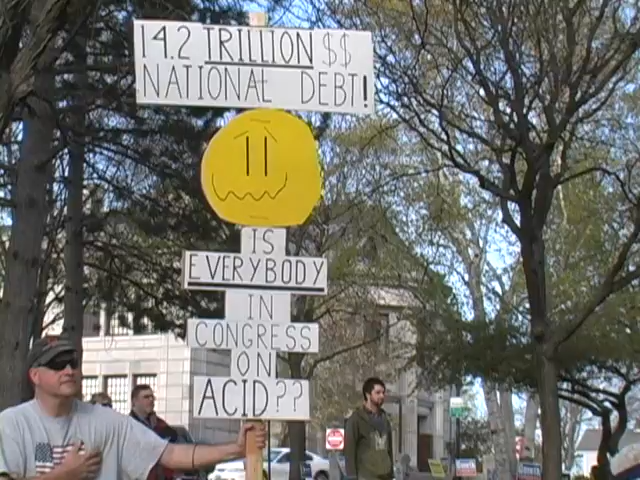 14.2 TRILLION $$
NATIONAL DEBT!
IS
EVERYBODY
IN
CONGRESS
ON
ACID??